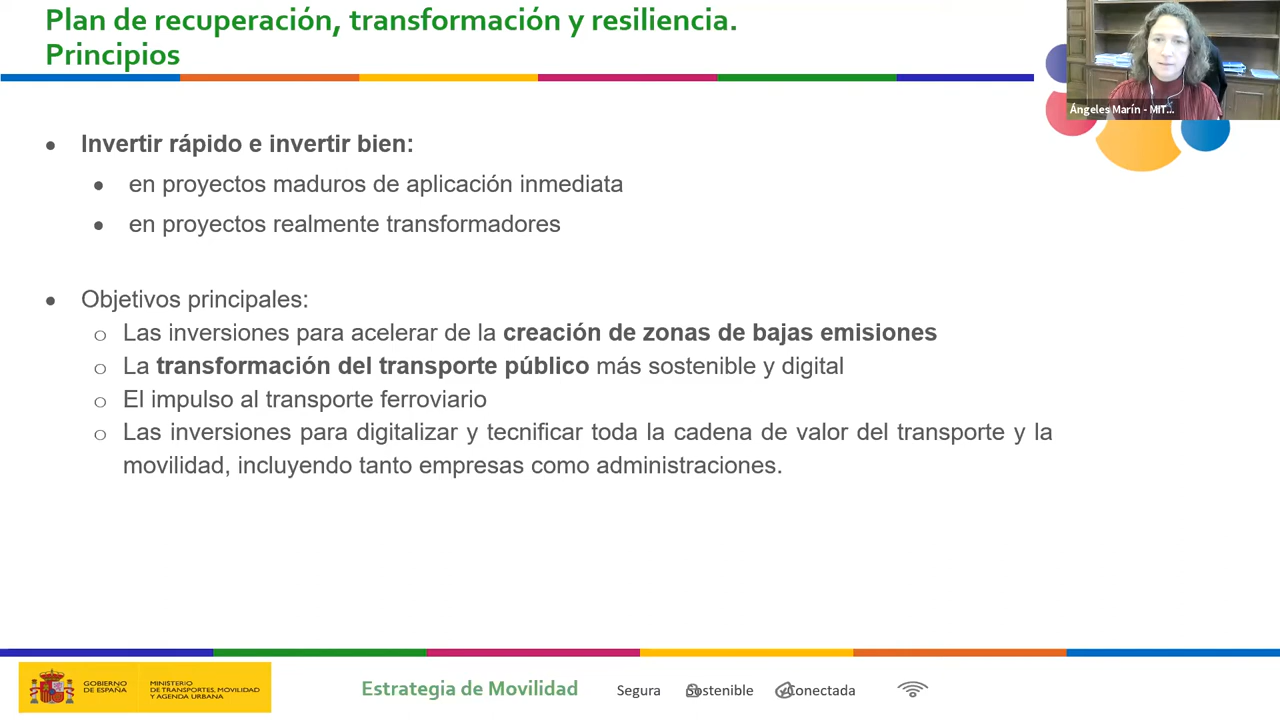 Plan de recuperación, transformación y resiliencia.
Principios
Ángeles Marín - MIT...
• Invertir rápido e invertir bien:
• en proyectos maduros de aplicación inmediata
• en proyectos realmente transformadores
• Objetivos principales:
o Las inversiones para acelerar de la creación de zonas de bajas emisiones
o La transformación del transporte público más sostenible y digital
o El impulso al transporte ferroviario
o Las inversiones para digitalizar y tecnificar toda la cadena de valor del transporte y la
movilidad, incluyendo tanto empresas como administraciones.
GOBIERNO
DE ESPAÑA
MINISTERIO
DE TRANSPORTES, MOVILIDAD
Y AGENDA URBANA
Estrategia de Movilidad
Segura
Sostenible
Conectada